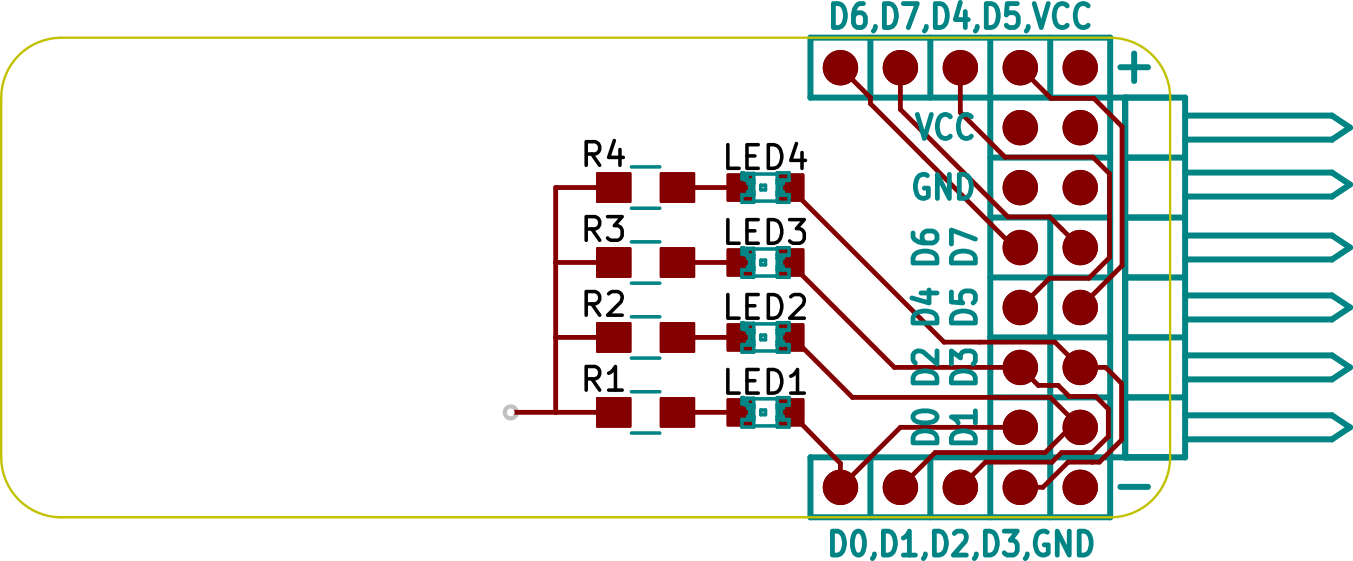 D6,D7,D4,D5,VCC
+
VCC
R4 LED4
GND
R3 LED3
D6 D7
R2 LED2
D4 D5
R1 LED1
D2 D3
D0 D1
−
D0,D1,D2,D3,GND